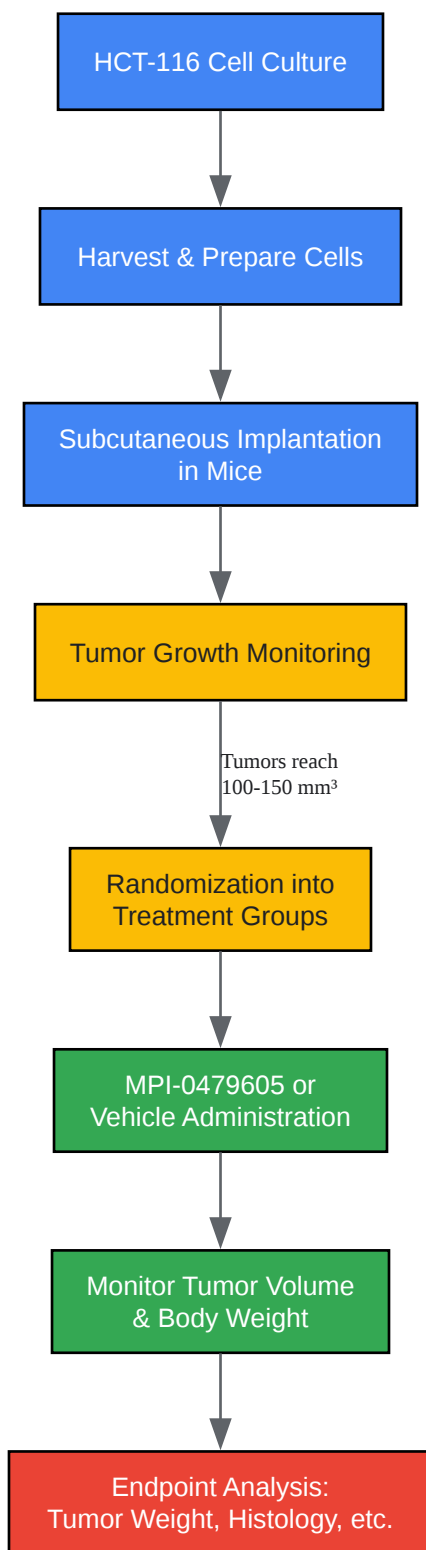 HCT-116 Cell Culture
Harvest & Prepare Cells
Subcutaneous Implantation
in Mice
Tumor Growth Monitoring
Tumors reach
100-150 mm³
Randomization into
Treatment Groups
MPI-0479605 or
Vehicle Administration
Monitor Tumor Volume
& Body Weight
Endpoint Analysis:
Tumor Weight, Histology, etc.